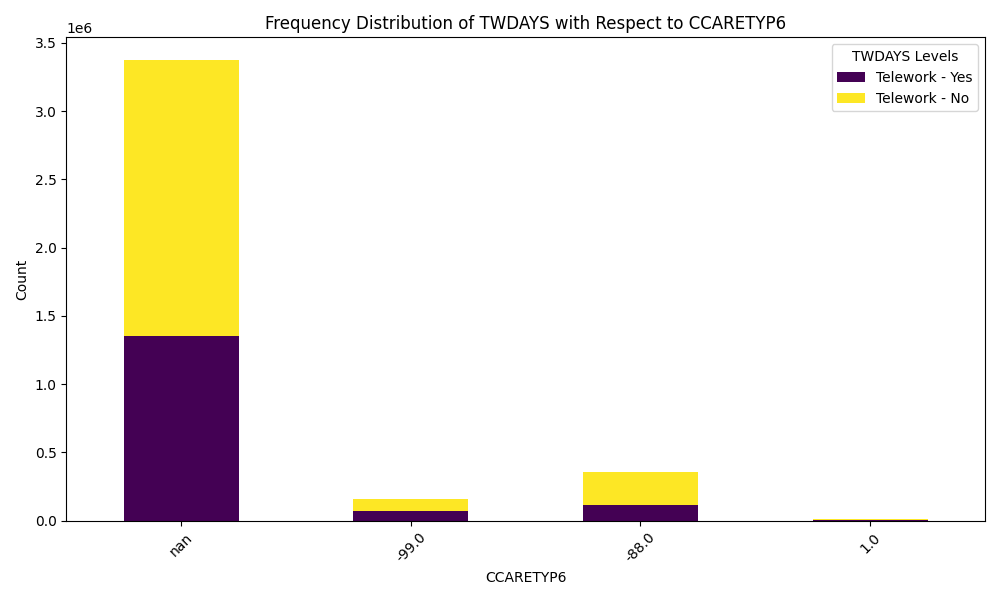 Frequency Distribution of TWDAYS with Respect to CCARETYP6
1e6
3.5
3.0
2.5
2.0
1.5
1.0
0.5
0.0
Count
TWDAYS Levels
Telework - Yes
Telework - No
nan
-99.0
-88.0
1.0
CCARETYP6